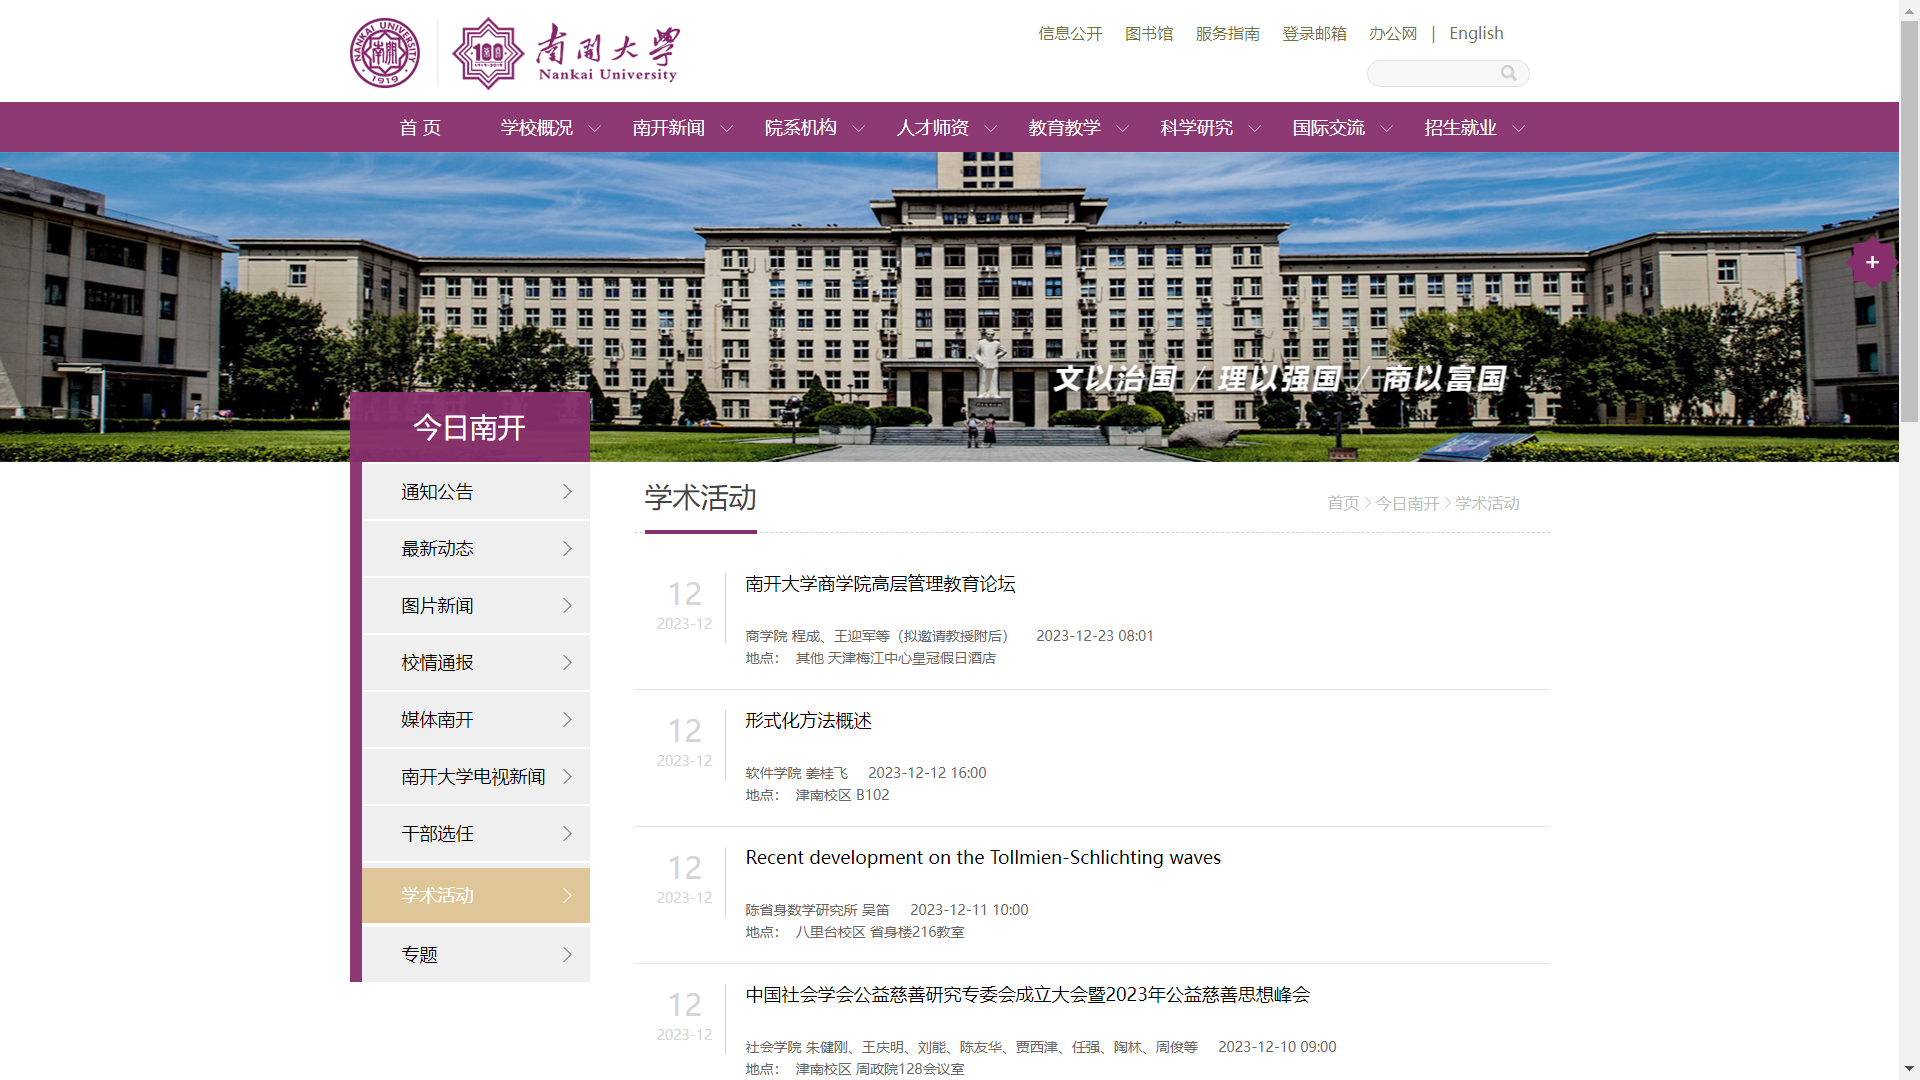 NANKAI UNIVERSITY
南開
1919
100
1919-2019
南開大學
Nankai University
信息公开 图书馆 服务指南 登录邮箱 办公网 | English
首 页 学校概况 南开新闻 院系机构 人才师资 教育教学 科学研究 国际交流 招生就业
+
文以治国 / 理以强国 / 商以富国
今日南开
通知公告
最新动态
图片新闻
校情通报
媒体南开
南开大学电视新闻
干部选任
学术活动
专题
学术活动
首页 > 今日南开 > 学术活动
12
2023-12
南开大学商学院高层管理教育论坛
商学院 程成、王迎军等（拟邀请教授附后） 2023-12-23 08:01
地点： 其他 天津梅江中心皇冠假日酒店
12
2023-12
形式化方法概述
软件学院 姜桂飞 2023-12-12 16:00
地点： 津南校区 B102
12
2023-12
Recent development on the Tollmien-Schlichting waves
陈省身数学研究所 吴笛 2023-12-11 10:00
地点： 八里台校区 省身楼216教室
12
2023-12
中国社会学会公益慈善研究专委会成立大会暨2023年公益慈善思想峰会
社会学院 朱健刚、王庆明、刘能、陈友华、贾西津、任强、陶林、周俊等 2023-12-10 09:00
地点： 津南校区 周政院128会议室